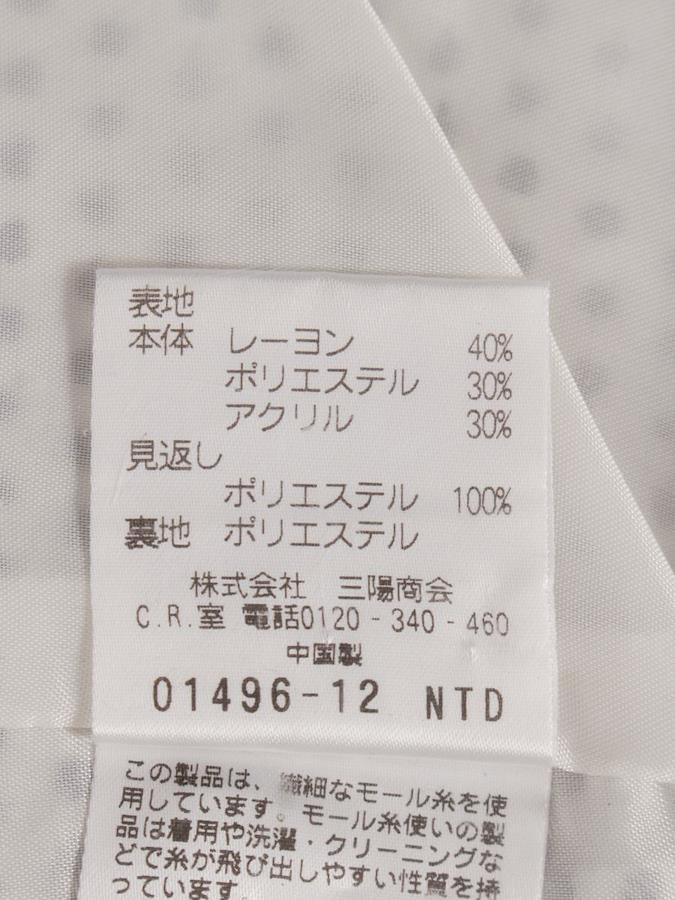 表地
本体 レーヨン 40%
ポリエステル 30%
アクリル 30%
見返し
ポリエステル 100%
裏地 ポリエステル
株式会社 三陽商会
C.R.室 電話0120-340-460
中国製
01496-12 NTD
この製品は、繊細なモール糸を使
用しています。モール糸使いの製
品は着用や洗濯・クリーニングな
どで糸が飛び出しやすい性質を持
っています。